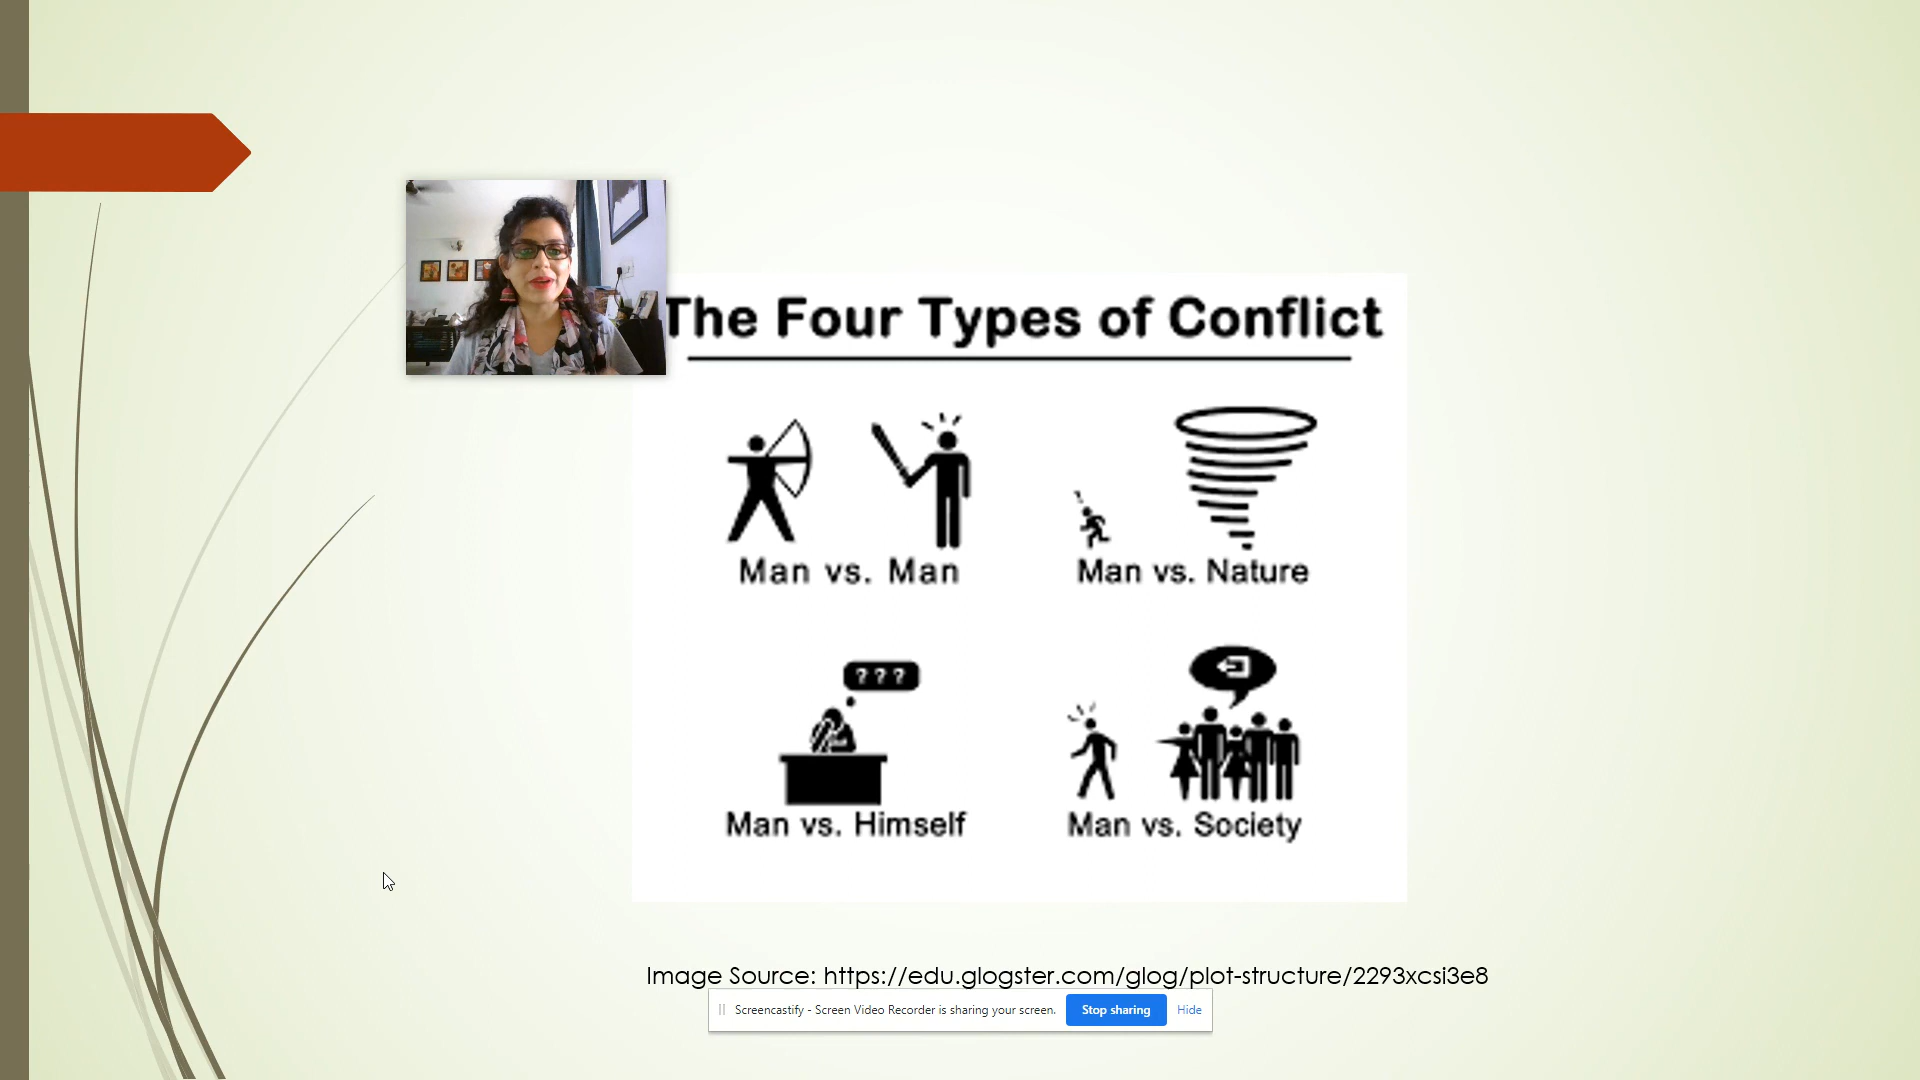 The Four Types of Conflict
Man vs. Man
Man vs. Nature
???
Man vs. Himself
Man vs. Society
Image Source: https://edu.glogster.com/glog/plot-structure/2293xcsi3e8
Screencastify - Screen Video Recorder is sharing your screen.
Stop sharing
Hide